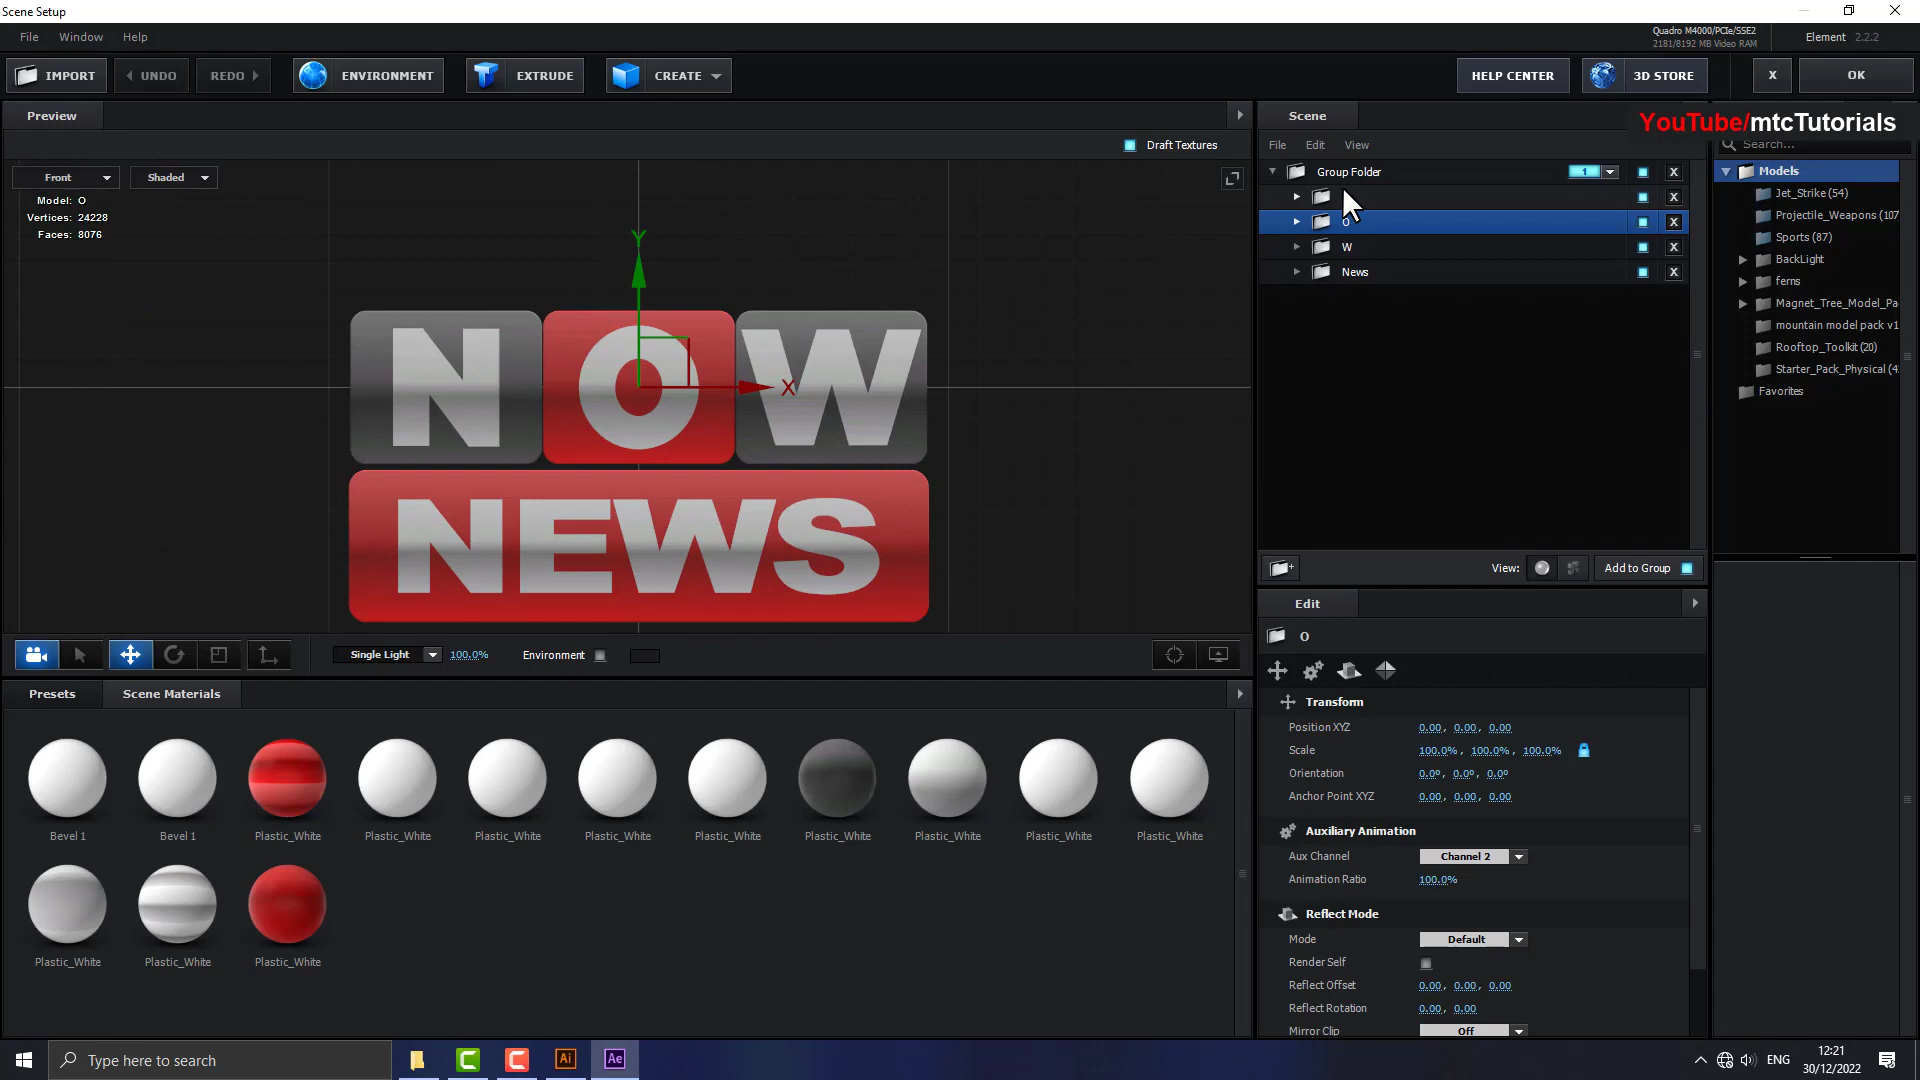 Scene Setup
File Window Help
Quadro M4000/PCIe/SSE2
2181/8192 MB Video RAM
Element 2.2.2
IMPORT UNDO REDO ENVIRONMENT EXTRUDE CREATE HELP CENTER 3D STORE X OK
Preview
Draft Textures
Front Shaded
Model: O
Vertices: 24228
Faces: 8076
Y
X
NOW
NEWS
Single Light 100.0% Environment
Presets Scene Materials
Bevel 1 Bevel 1 Plastic_White Plastic_White Plastic_White Plastic_White Plastic_White Plastic_White Plastic_White Plastic_White Plastic_White
Plastic_White Plastic_White Plastic_White
Scene
YouTube/mtcTutorials
File Edit View
Search...
Group Folder 1 X
X
O X
W X
News X
View: Add to Group
Models
Jet_Strike (54)
Projectile_Weapons (107
Sports (87)
BackLight
ferns
Magnet_Tree_Model_Pa
mountain model pack v1
Rooftop_Toolkit(20)
Starter_Pack_Physical (4
Favorites
Edit
O
Transform
Position XYZ 0.00, 0.00, 0.00
Scale 100.0%, 100.0%, 100.0%
Orientation 0.0º, 0.0º, 0.0º
Anchor Point XYZ 0.00, 0.00, 0.00
Auxiliary Animation
Aux Channel Channel 2
Animation Ratio 100.0%
Reflect Mode
Mode Default
Render Self
Reflect Offset 0.00, 0.00, 0.00
Reflect Rotation 0.00, 0.00
Mirror Clip Off
Type here to search
Ai Ae
ENG
12:21
30/12/2022